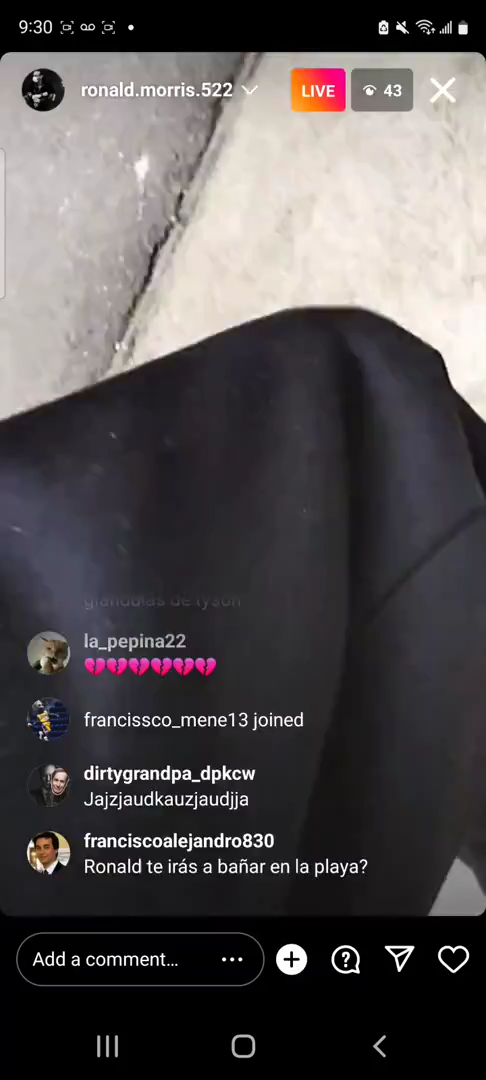 9:30
ronald.morris.522
LIVE
43
glandulas de tyson
la_pepina22
francissco_mene13 joined
dirtygrandpa_dpkcw
Jajzjaudkauzjaudjja
franciscoalejandro830
Ronald te irás a bañar en la playa?
Add a comment...